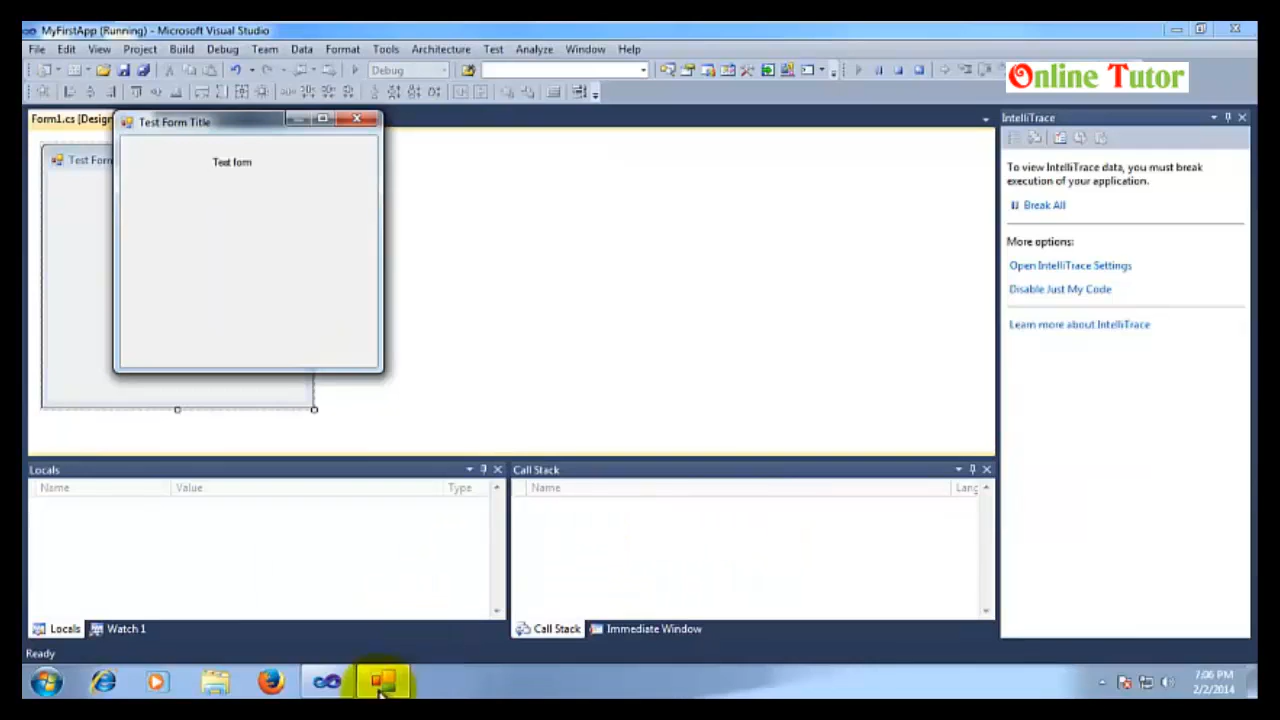 MyFirstApp (Running) - Microsoft Visual Studio
File Edit View Project Build Debug Team Data Format Tools Architecture Test Analyze Window Help
Debug
Online Tutor
Form1.cs [Design
Test Form Title
IntelliTrace
Test Form
Test form
To view IntelliTrace data, you must break
execution of your application.
Break All
More options:
Open IntelliTrace Settings
Disable Just My Code
Learn more about IntelliTrace
Locals
Call Stack
Name Value Type
Name Lang
Locals Watch 1
Call Stack Immediate Window
Ready
7:06 PM
2/2/2014